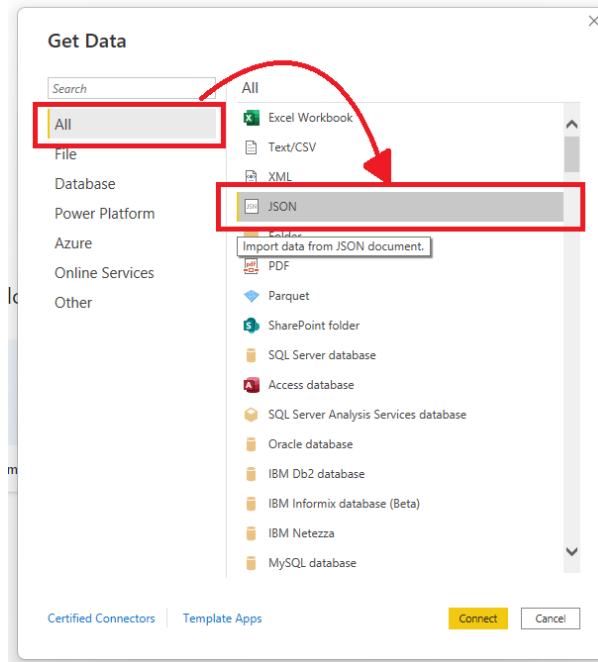 Get Data
Search
All
File
Database
Power Platform
Azure
Online Services
Other
All
Excel Workbook
Text/CSV
XML
JSON
Import data from JSON document.
PDF
Parquet
SharePoint folder
SQL Server database
Access database
SQL Server Analysis Services database
Oracle database
IBM Db2 database
IBM Informix database (Beta)
IBM Netezza
MySQL database
Certified Connectors
Template Apps
Connect
Cancel